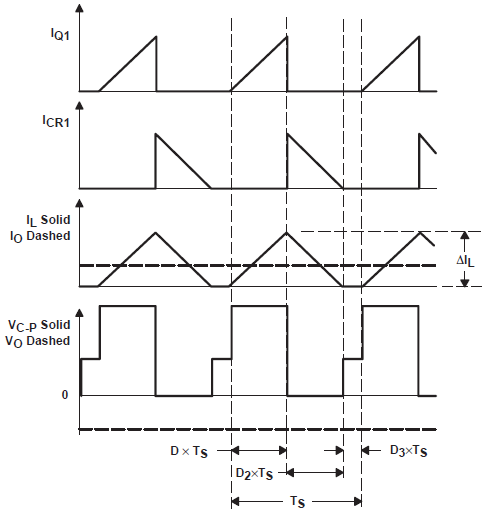 IQ1
ICR1
IL Solid
IO Dashed
ΔIL
VC-P Solid
VO Dashed
0
D × TS
D3×TS
D2×TS
TS